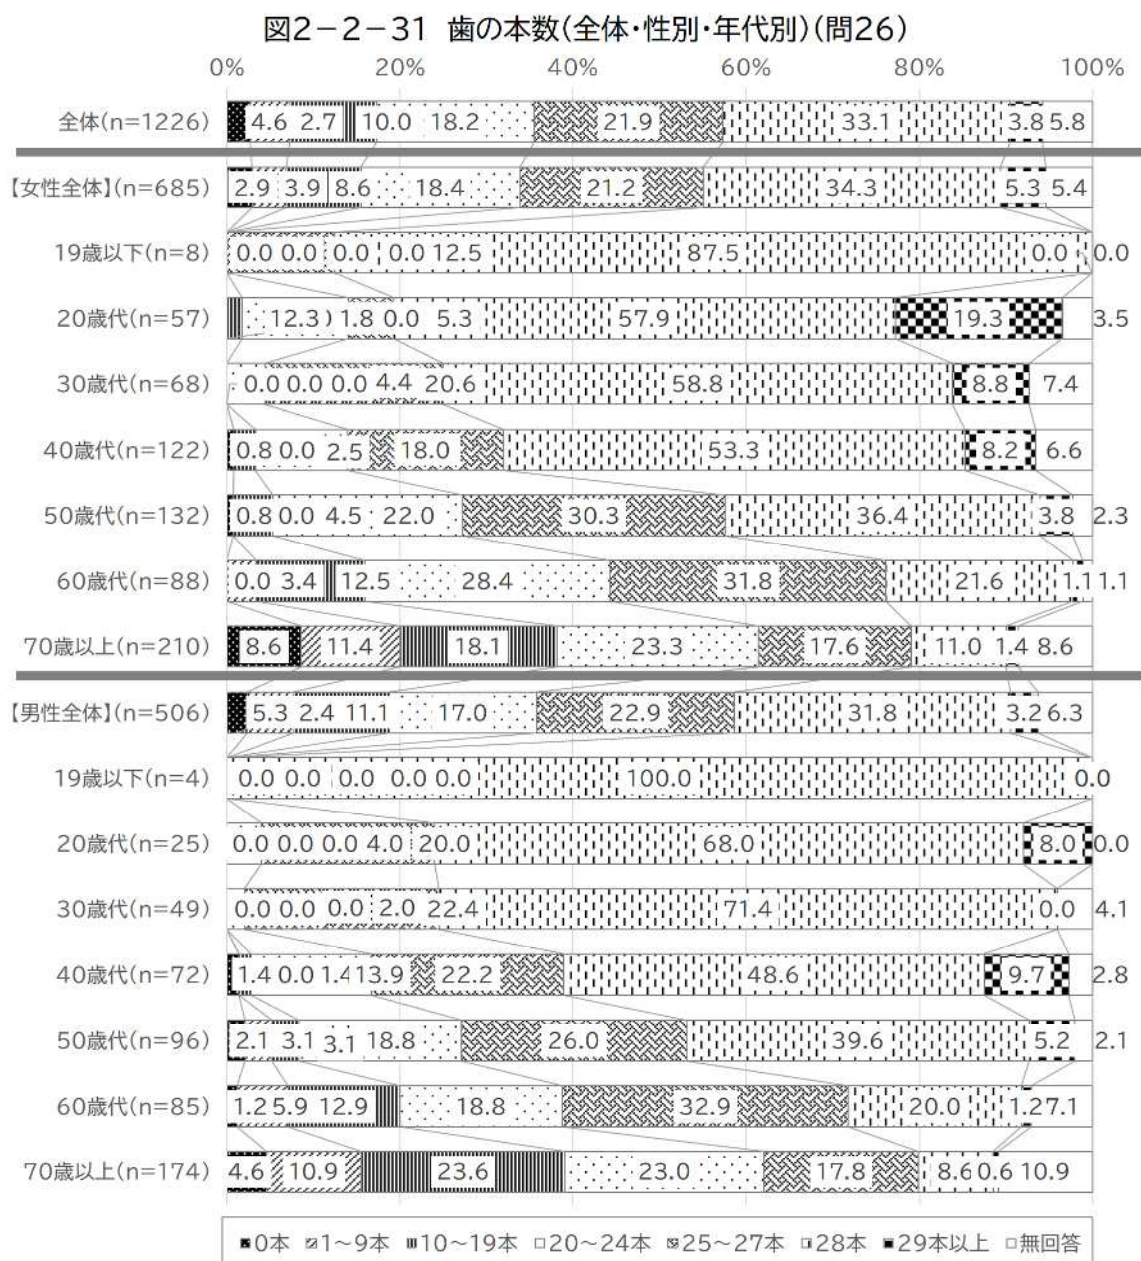 図2－2－31 歯の本数(全体・性別・年代別)(問26)
0% 20% 40% 60% 80% 100%
全体(n=1226) 4.6 2.7 10.0 18.2 21.9 33.1 3.8 5.8
【女性全体】(n=685) 2.9 3.9 8.6 18.4 21.2 34.3 5.3 5.4
19歳以下(n=8) 0.0 0.0 0.0 0.0 12.5 87.5 0.0 0.0
20歳代(n=57) 12.3 1.8 0.0 5.3 57.9 19.3 3.5
30歳代(n=68) 0.0 0.0 0.0 4.4 20.6 58.8 8.8 7.4
40歳代(n=122) 0.8 0.0 2.5 18.0 53.3 8.2 6.6
50歳代(n=132) 0.8 0.0 4.5 22.0 30.3 36.4 3.8 2.3
60歳代(n=88) 0.0 3.4 12.5 28.4 31.8 21.6 1.1 1.1
70歳以上(n=210) 8.6 11.4 18.1 23.3 17.6 11.0 1.4 8.6
【男性全体】(n=506) 5.3 2.4 11.1 17.0 22.9 31.8 3.2 6.3
19歳以下(n=4) 0.0 0.0 0.0 0.0 0.0 100.0 0.0
20歳代(n=25) 0.0 0.0 0.0 4.0 20.0 68.0 8.0 0.0
30歳代(n=49) 0.0 0.0 0.0 2.0 22.4 71.4 0.0 4.1
40歳代(n=72) 1.4 0.0 1.4 13.9 22.2 48.6 9.7 2.8
50歳代(n=96) 2.1 3.1 3.1 18.8 26.0 39.6 5.2 2.1
60歳代(n=85) 1.2 5.9 12.9 18.8 32.9 20.0 1.2 7.1
70歳以上(n=174) 4.6 10.9 23.6 23.0 17.8 8.6 0.6 10.9
0本 1～9本 10～19本 20～24本 25～27本 28本 29本以上 無回答